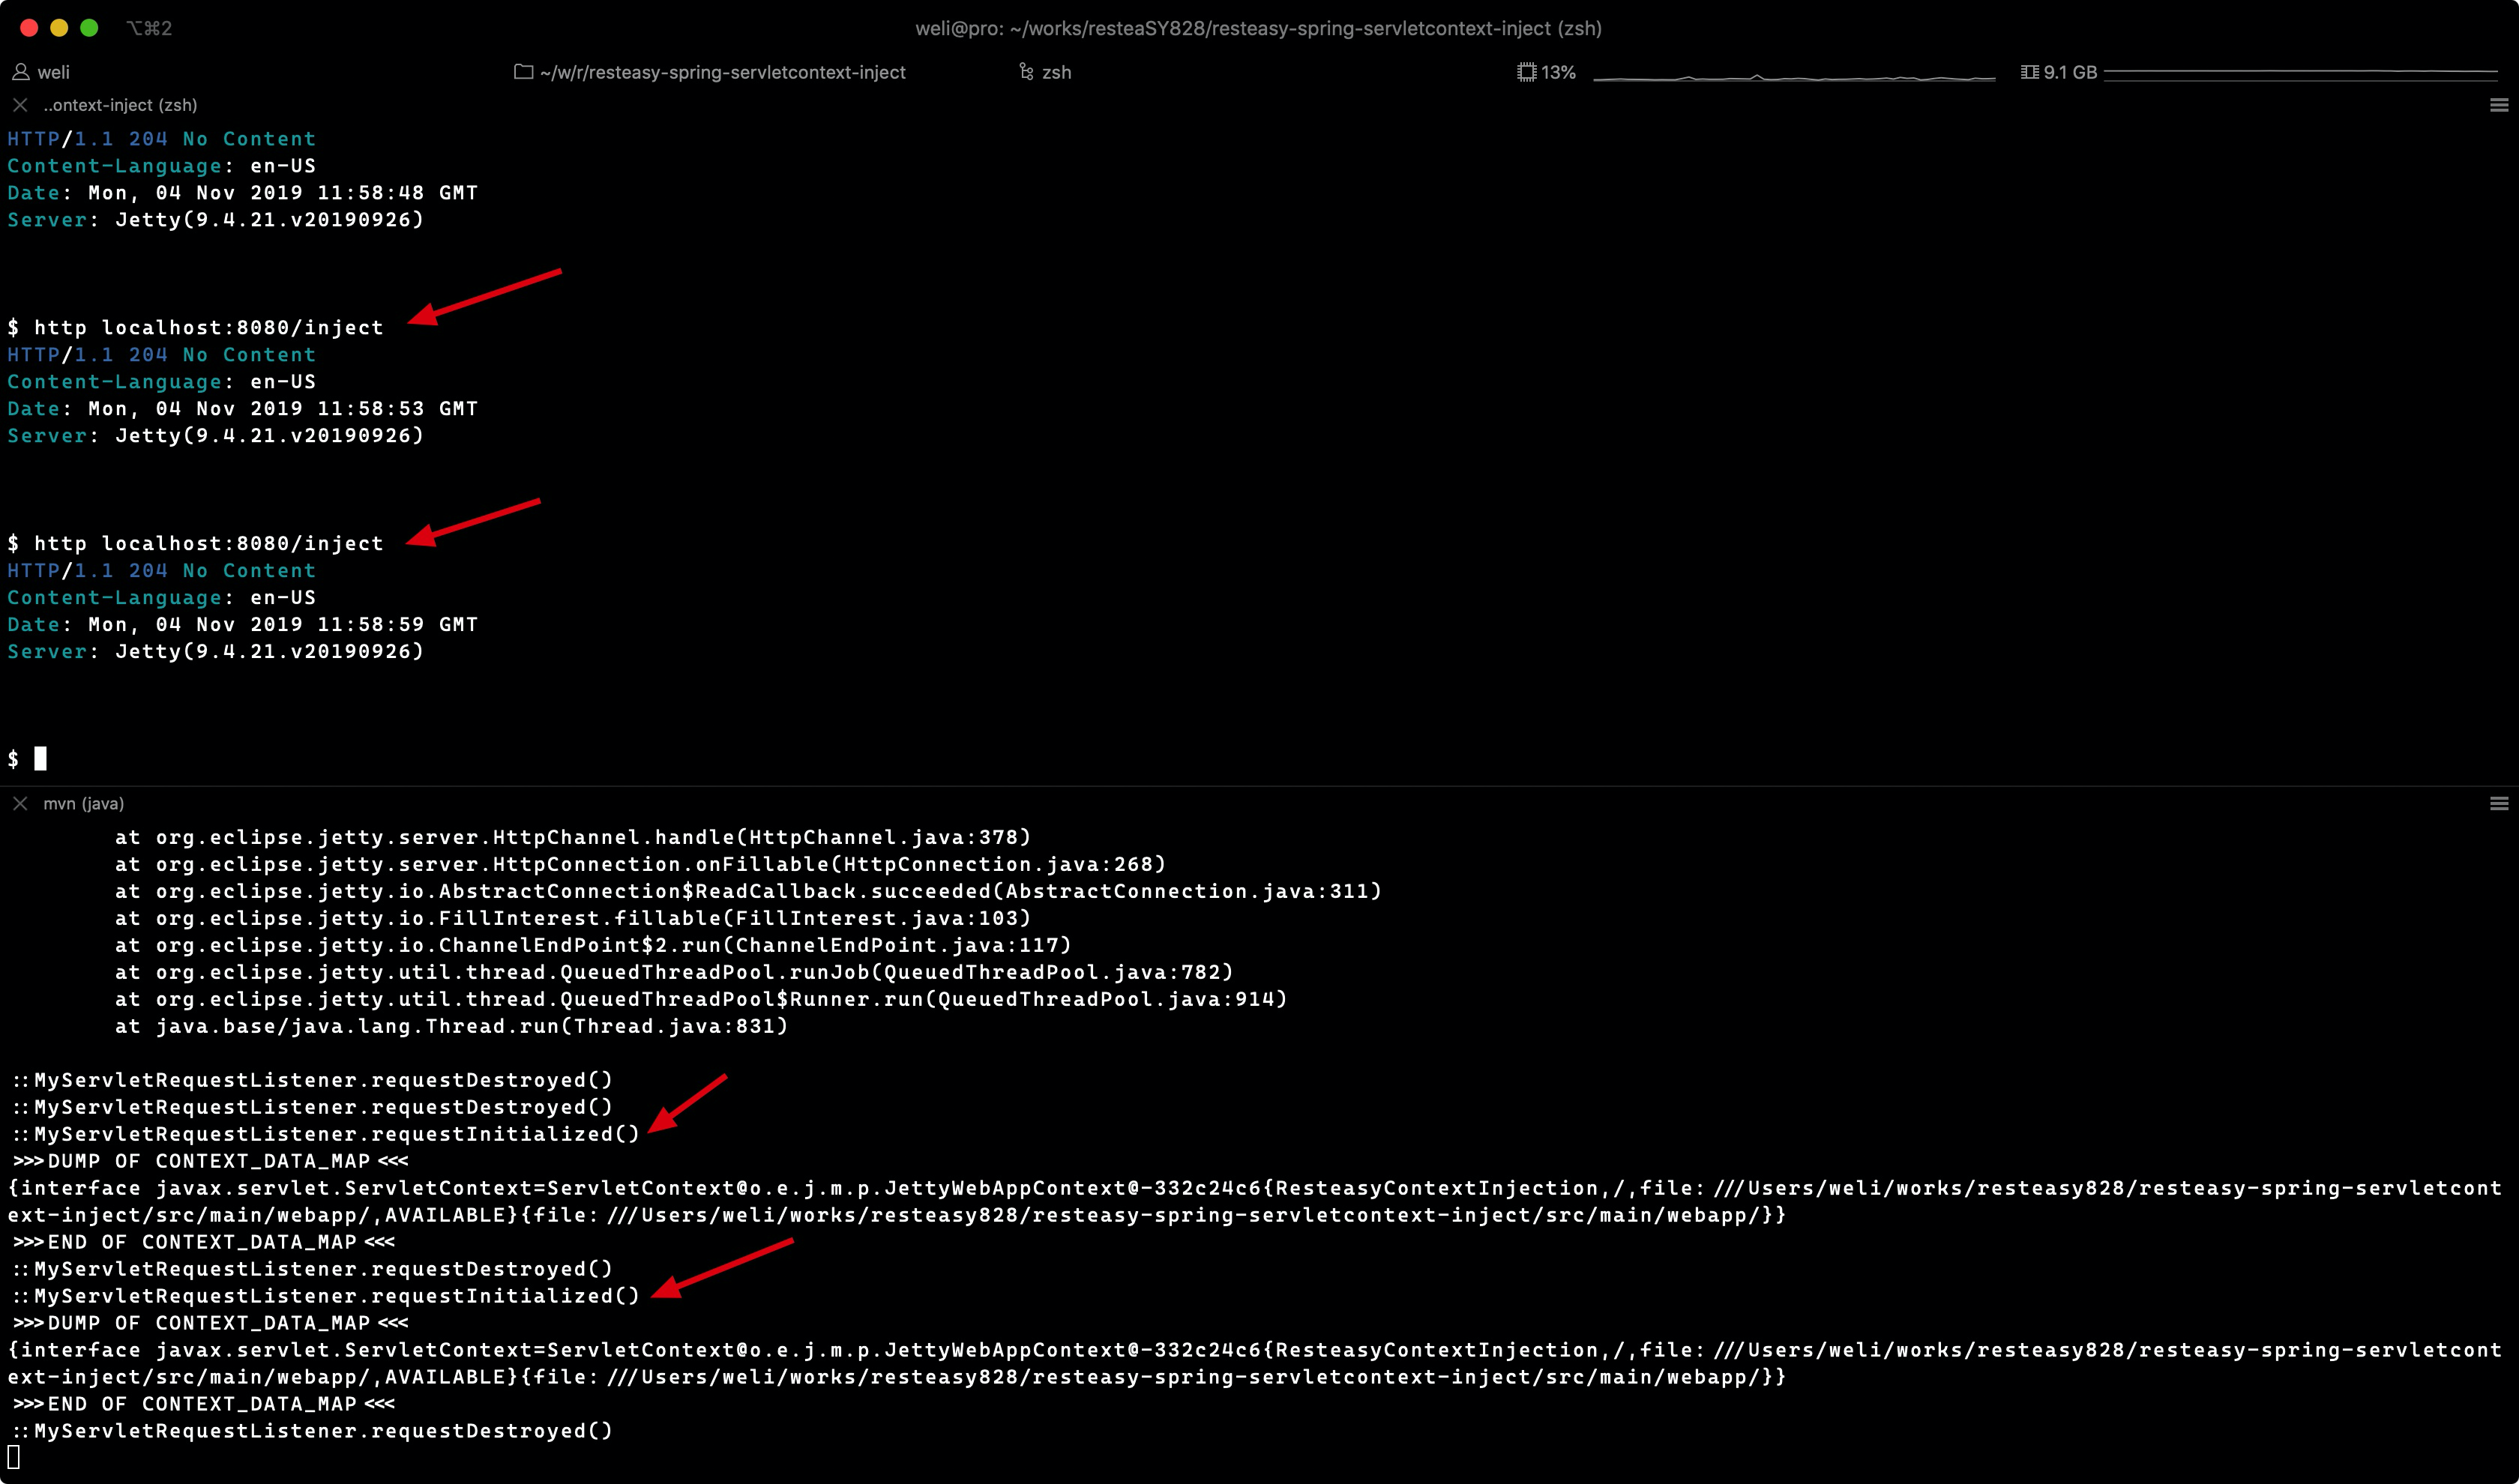 ⌥⌘2
weli@pro: ~/works/resteaSY828/resteasy-spring-servletcontext-inject (zsh)
weli ~/w/r/resteasy-spring-servletcontext-inject zsh 13% 9.1 GB
..ontext-inject (zsh)
HTTP/1.1 204 No Content
Content-Language: en-US
Date: Mon, 04 Nov 2019 11:58:48 GMT
Server: Jetty(9.4.21.v20190926)
$ http localhost:8080/inject
HTTP/1.1 204 No Content
Content-Language: en-US
Date: Mon, 04 Nov 2019 11:58:53 GMT
Server: Jetty(9.4.21.v20190926)
$ http localhost:8080/inject
HTTP/1.1 204 No Content
Content-Language: en-US
Date: Mon, 04 Nov 2019 11:58:59 GMT
Server: Jetty(9.4.21.v20190926)
$
mvn (java)
at org.eclipse.jetty.server.HttpChannel.handle(HttpChannel.java:378)
at org.eclipse.jetty.server.HttpConnection.onFillable(HttpConnection.java:268)
at org.eclipse.jetty.io.AbstractConnection$ReadCallback.succeeded(AbstractConnection.java:311)
at org.eclipse.jetty.io.FillInterest.fillable(FillInterest.java:103)
at org.eclipse.jetty.io.ChannelEndPoint$2.run(ChannelEndPoint.java:117)
at org.eclipse.jetty.util.thread.QueuedThreadPool.runJob(QueuedThreadPool.java:782)
at org.eclipse.jetty.util.thread.QueuedThreadPool$Runner.run(QueuedThreadPool.java:914)
at java.base/java.lang.Thread.run(Thread.java:831)
::MyServletRequestListener.requestDestroyed()
::MyServletRequestListener.requestDestroyed()
::MyServletRequestListener.requestInitialized()
>>>DUMP OF CONTEXT_DATA_MAP<<<
{interface javax.servlet.ServletContext=ServletContext@o.e.j.m.p.JettyWebAppContext@-332c24c6{ResteasyContextInjection,/,file:///Users/weli/works/resteasy828/resteasy-spring-servletcont
ext-inject/src/main/webapp/,AVAILABLE}{file:///Users/weli/works/resteasy828/resteasy-spring-servletcontext-inject/src/main/webapp/}}
>>>END OF CONTEXT_DATA_MAP<<<
::MyServletRequestListener.requestDestroyed()
::MyServletRequestListener.requestInitialized()
>>>DUMP OF CONTEXT_DATA_MAP<<<
{interface javax.servlet.ServletContext=ServletContext@o.e.j.m.p.JettyWebAppContext@-332c24c6{ResteasyContextInjection,/,file:///Users/weli/works/resteasy828/resteasy-spring-servletcont
ext-inject/src/main/webapp/,AVAILABLE}{file:///Users/weli/works/resteasy828/resteasy-spring-servletcontext-inject/src/main/webapp/}}
>>>END OF CONTEXT_DATA_MAP<<<
::MyServletRequestListener.requestDestroyed()